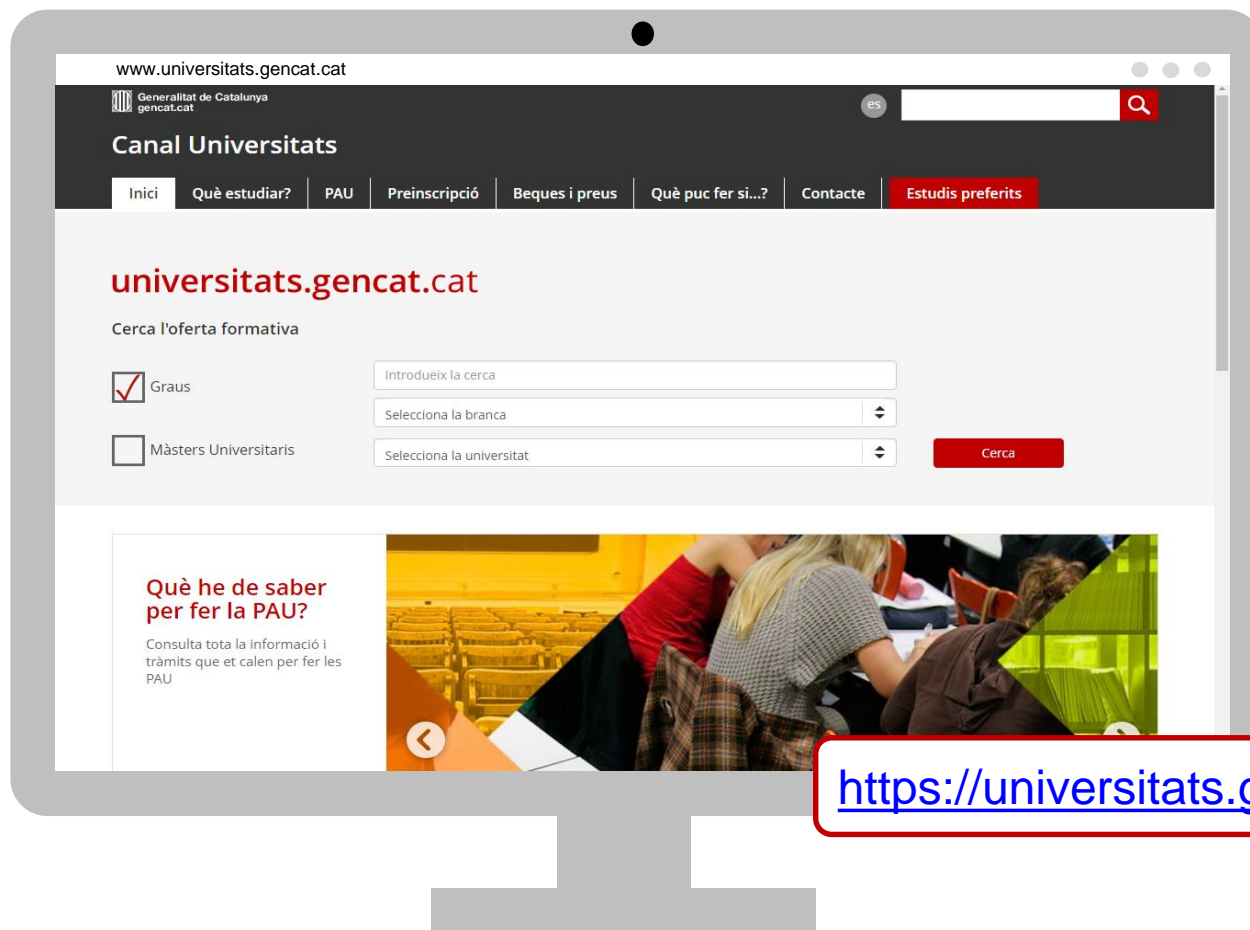 www.universitats.gencat.cat
Generalitat de Catalunya
gencat.cat
es
Canal Universitats
Inici
Què estudiar?
PAU
Preinscripció
Beques i preus
Què puc fer si...?
Contacte
Estudis preferits
universitats.gencat.cat
Cerca l'oferta formativa
Graus
Introdueix la cerca
Selecciona la branca
Màsters Universitaris
Selecciona la universitat
Cerca
Què he de saber
per fer la PAU?
Consulta tota la informació i
tràmits que et calen per fer les
PAU
https://universitats.g